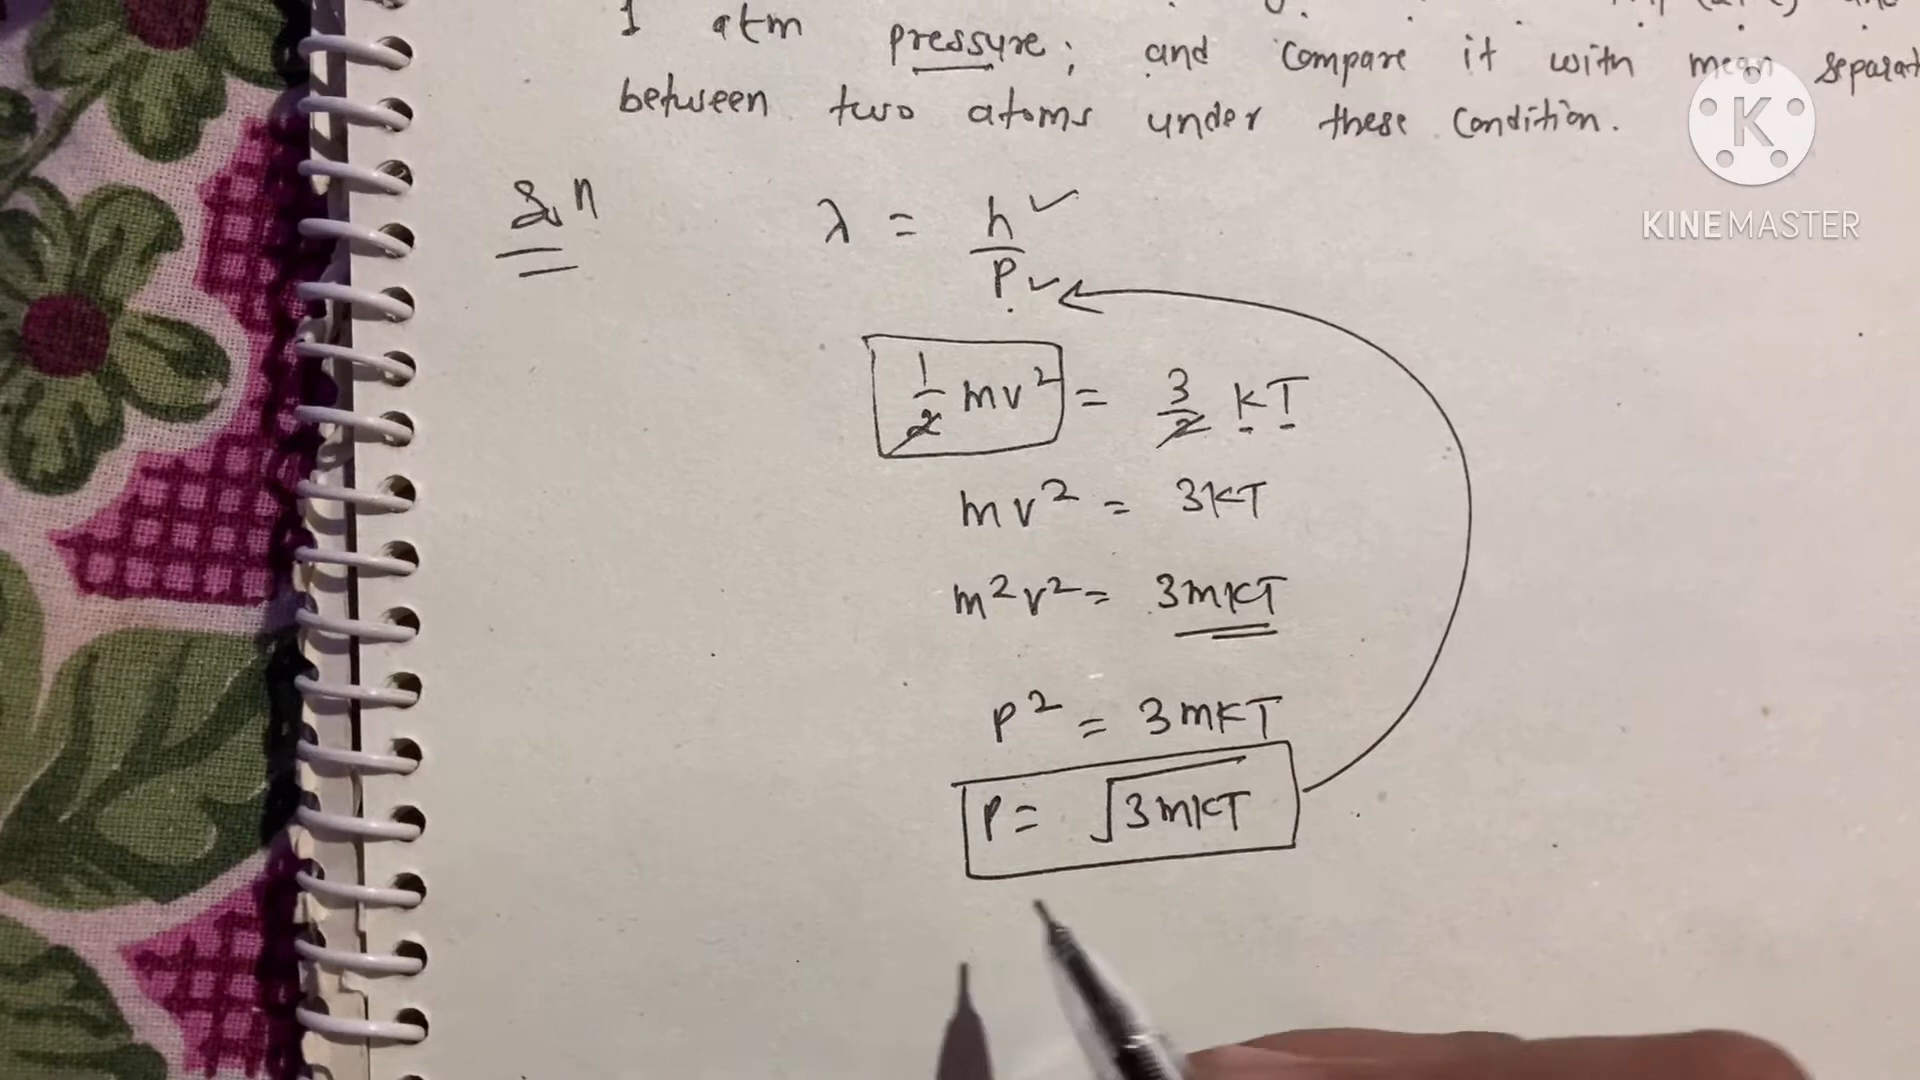 1 atm pressure; and compare it with mean separat
between two atoms under these condition.
K
KINEMASTER
Solⁿ
λ = h/P
1/2 mv² = 3/2 KT
mv² = 3KT
m²v² = 3mKT
P² = 3mKT
P = √3mKT